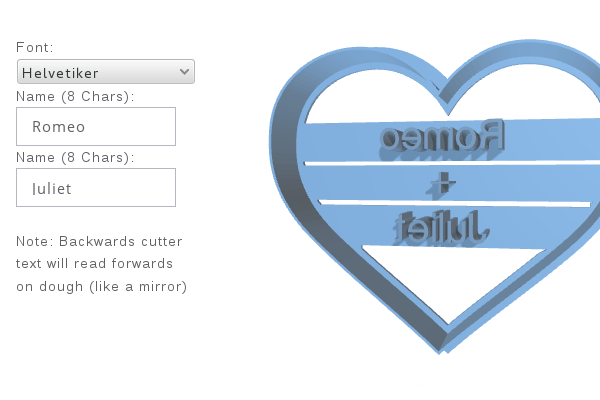 Font:
Helvetiker
Name (8 Chars):
Romeo
Name (8 Chars):
Juliet
Note: Backwards cutter
text will read forwards
on dough (like a mirror)
Romeo
+
Juliet